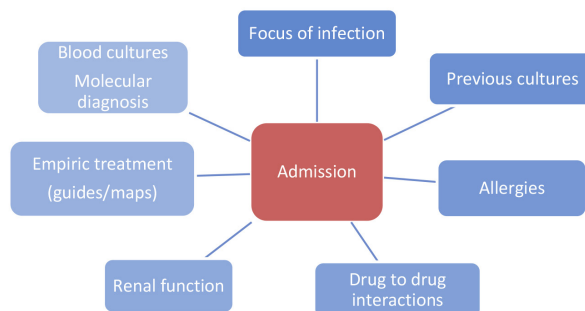 Focus of infection
Blood cultures
Molecular
diagnosis
Previous cultures
Empiric treatment
(guides/maps)
Admission
Allergies
Renal function
Drug to drug
interactions